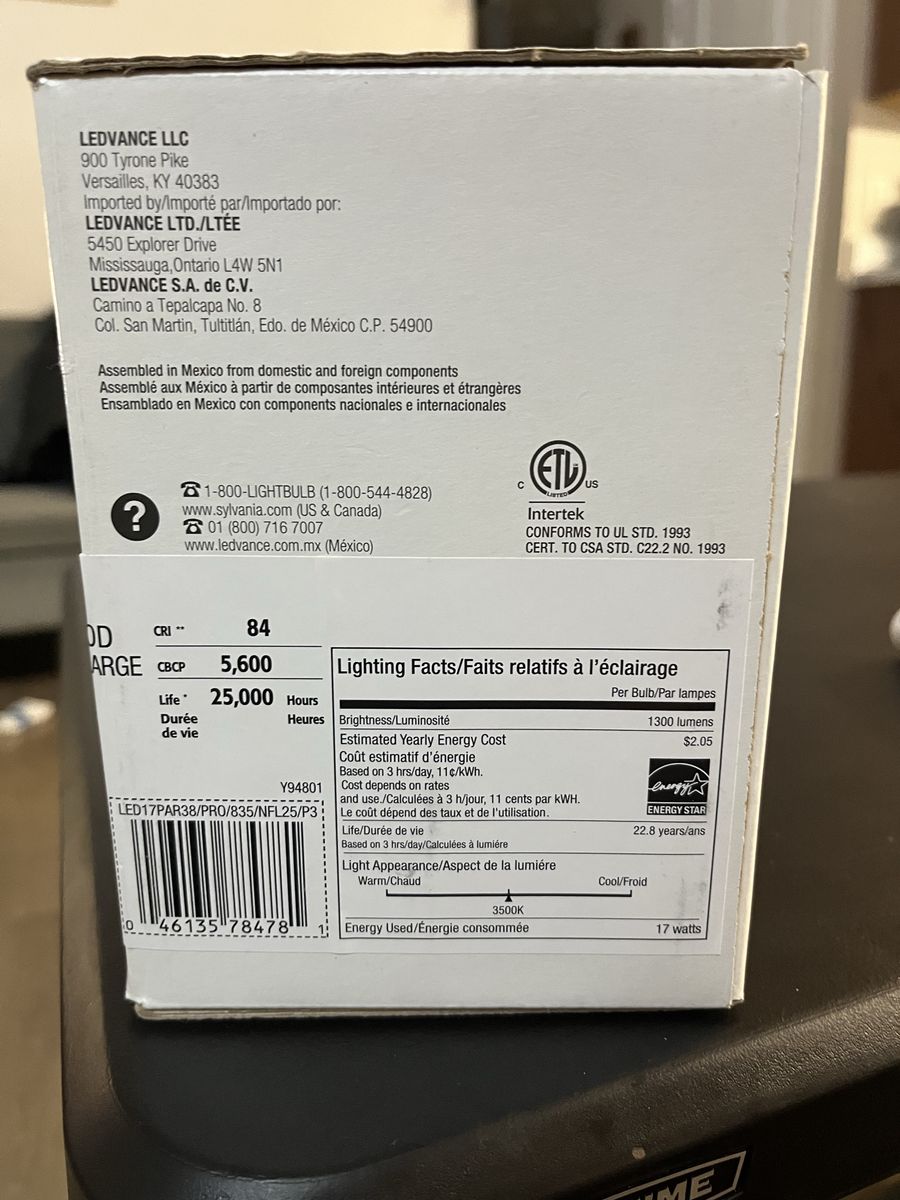 LEDVANCE LLC
900 Tyrone Pike
Versailles, KY 40383
Imported by/Importé par/Importado por:
LEDVANCE LTD./LTÉE
5450 Explorer Drive
Mississauga,Ontario L4W 5N1
LEDVANCE S.A. de C.V.
Camino a Tepalcapa No. 8
Col. San Martin, Tultitlán, Edo. de México C.P. 54900
Assembled in Mexico from domestic and foreign components
Assemblé aux México à partir de composantes intérieures et étrangères
Ensamblado en Mexico con components nacionales e internacionales
?
1-800-LIGHTBULB (1-800-544-4828)
www.sylvania.com (US & Canada)
01 (800) 716 7007
www.ledvance.com.mx (México)
C ETL US
LISTED
Intertek
CONFORMS TO UL STD. 1993
CERT. TO CSA STD. C22.2 NO. 1993
OD
ARGE
CRI ** 84
CBCP 5,600
Life * 25,000 Hours
Durée Heures
de vie
Y94801
LED17PAR38/PRO/835/NFL25/P3
0 46135 78478 1
Lighting Facts/Faits relatifs à l'éclairage
Per Bulb/Par lampes
Brightness/Luminosité 1300 lumens
Estimated Yearly Energy Cost $2.05
Coût estimatif d'énergie
Based on 3 hrs/day, 11¢/kWh.
Cost depends on rates
and use./Calculées à 3 h/jour, 11 cents par kWH.
Le coût dépend des taux et de l'utilisation.
energy
ENERGY STAR
Life/Durée de vie 22.8 years/ans
Based on 3 hrs/day/Calculées à lumiére
Light Appearance/Aspect de la lumiére
Warm/Chaud Cool/Froid
3500K
Energy Used/Énergie consommée 17 watts